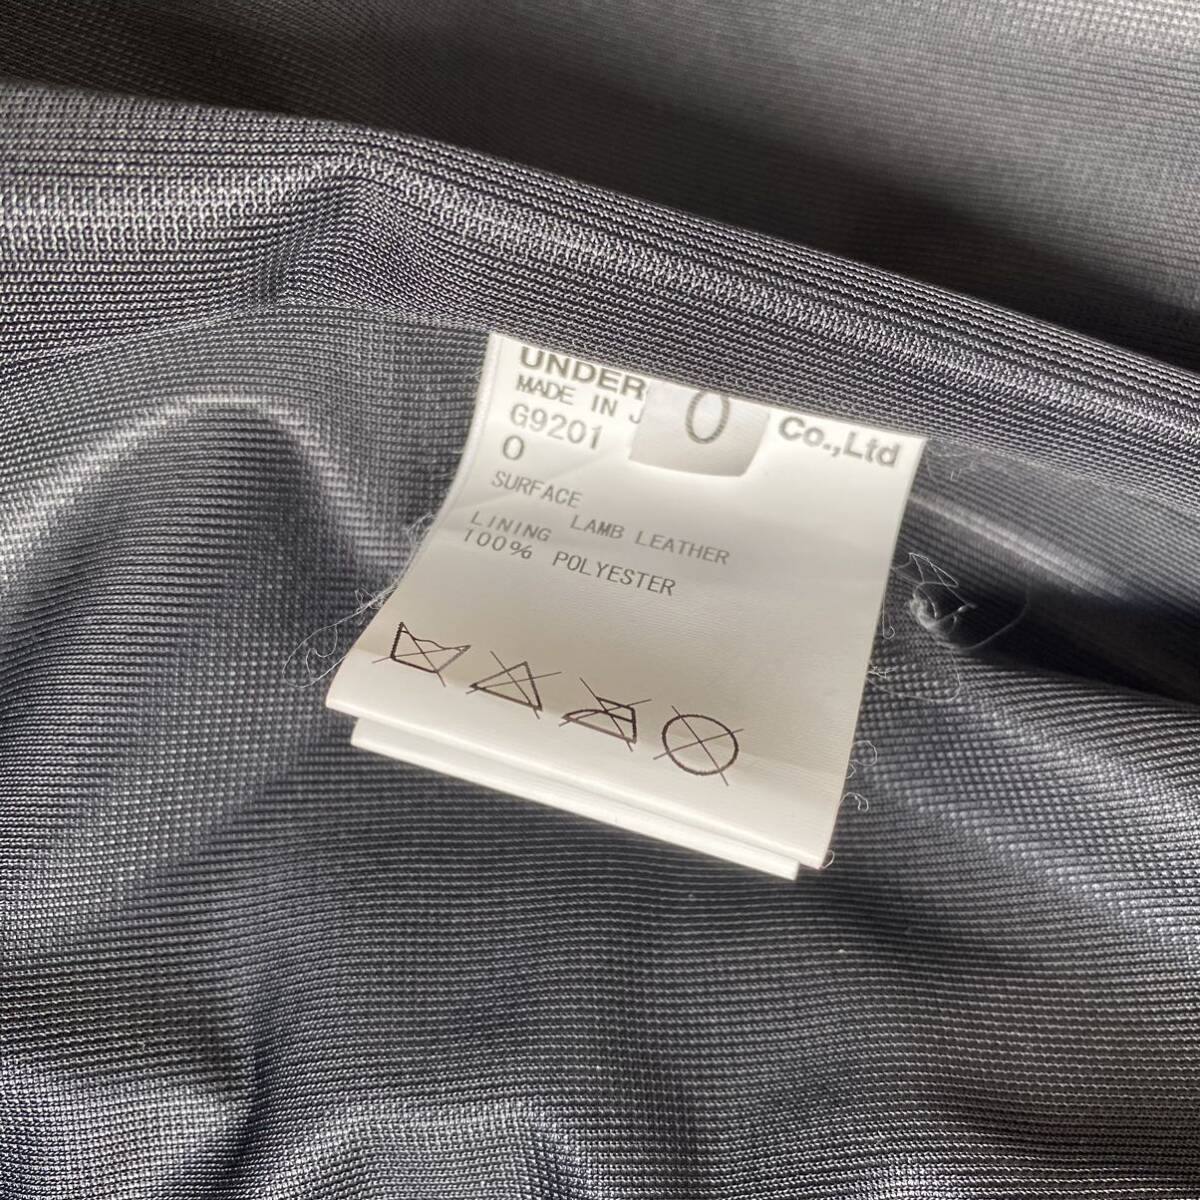 UNDER Co.,Ltd
MADE IN J
0
G9201
0
SURFACE
LAMB LEATHER
LINING
100% POLYESTER